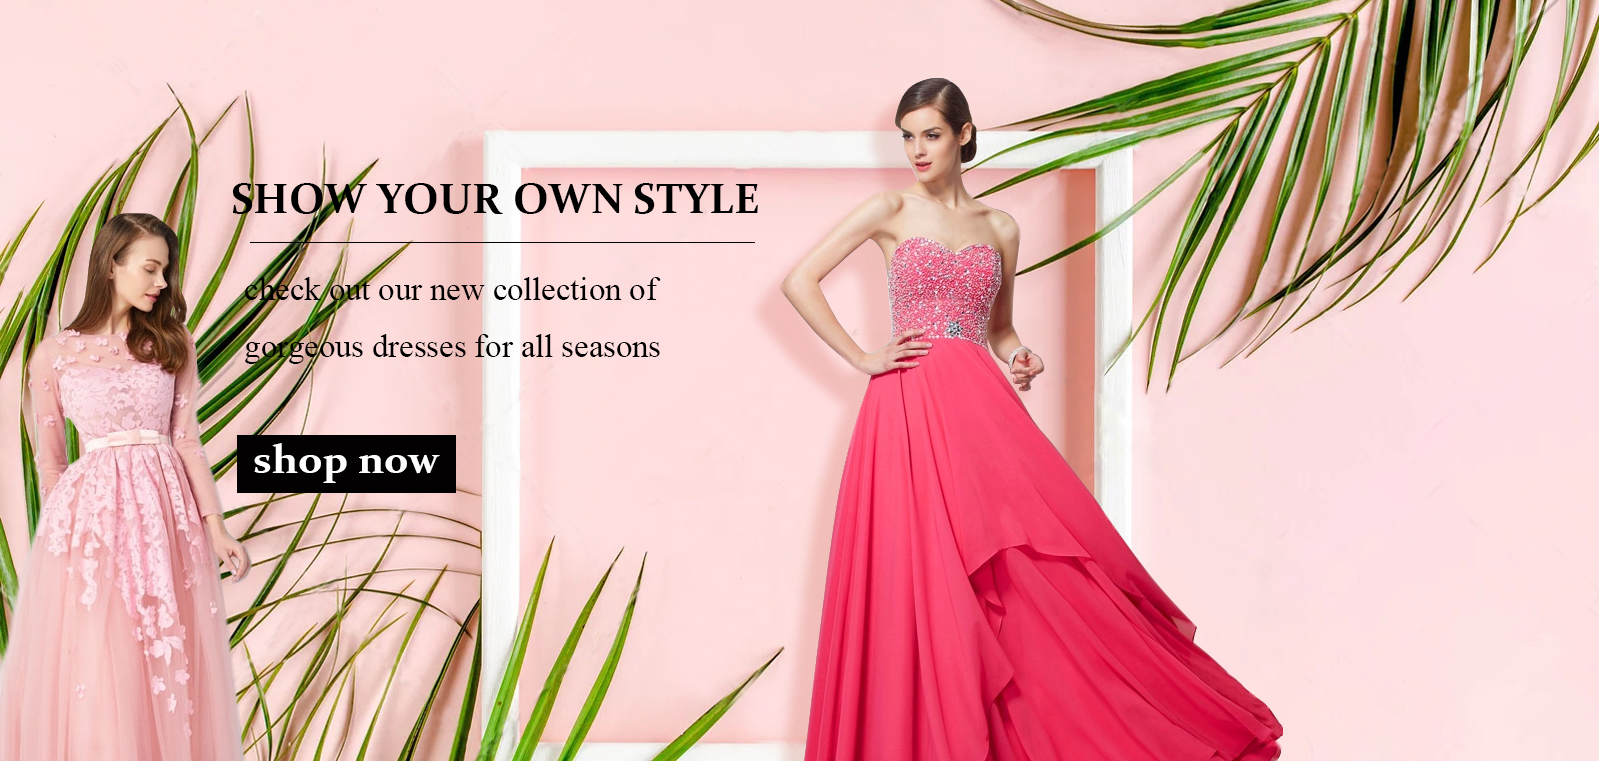 SHOW YOUR OWN STYLE
check out our new collection of
gorgeous dresses for all seasons
shop now